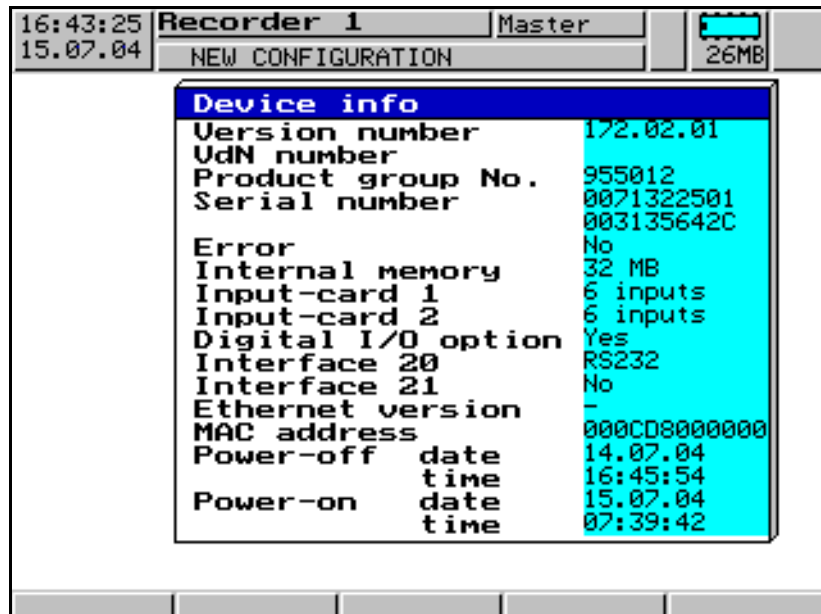 16:43:25 Recorder 1 Master
15.07.04 NEW CONFIGURATION 26MB
Device info
Version number 172.02.01
VdN number
Product group No. 955012
Serial number 0071322501
003135642C
Error No
Internal memory 32 MB
Input-card 1 6 inputs
Input-card 2 6 inputs
Digital I/O option Yes
Interface 20 RS232
Interface 21 No
Ethernet version -
MAC address 000CD8000000
Power-off date 14.07.04
time 16:45:54
Power-on date 15.07.04
time 07:39:42